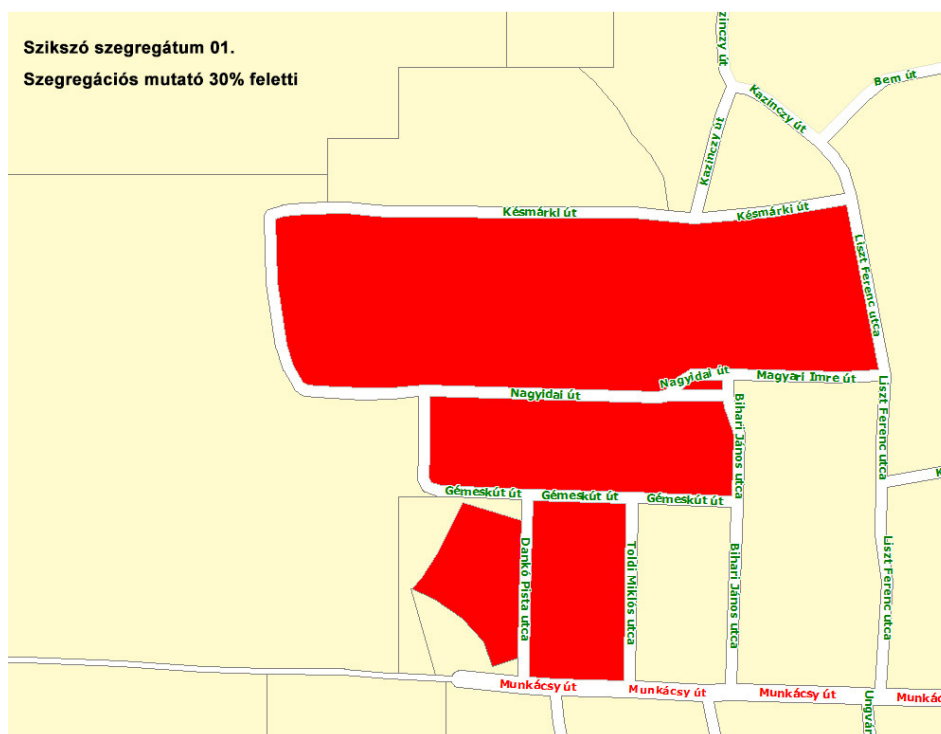 Szikszó szegregátum 01.
Szegregációs mutató 30% feletti
Kazinczy út
Bem út
Kazinczy út
Kazinczy út
Késmárki út
Késmárki út
Liszt Ferenc utca
Nagyidai út
Magyari Imre út
Nagyidai út
Bihari János utca
Liszt Ferenc utca
Gémeskút út
Gémeskút út
Gémeskút út
Dankó Pista utca
Toldi Miklós utca
Bihari János utca
Liszt Ferenc utca
Munkácsy út
Munkácsy út
Munkácsy út
Munkác
Ungvár